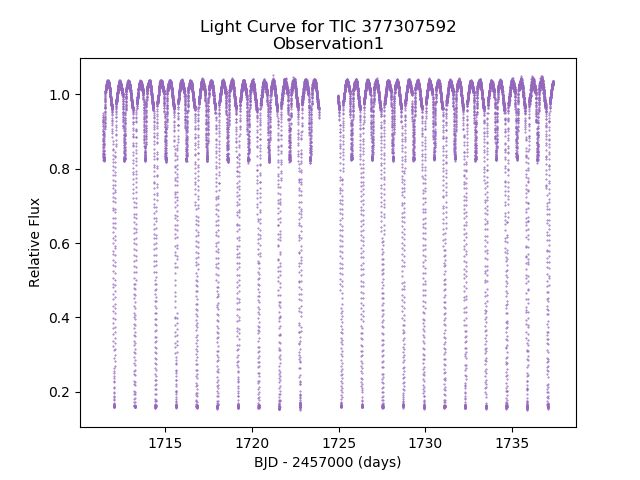 Light Curve for TIC 377307592
Observation1
Relative Flux
1.0
0.8
0.6
0.4
0.2
1715
1720
1725
1730
1735
BJD - 2457000 (days)